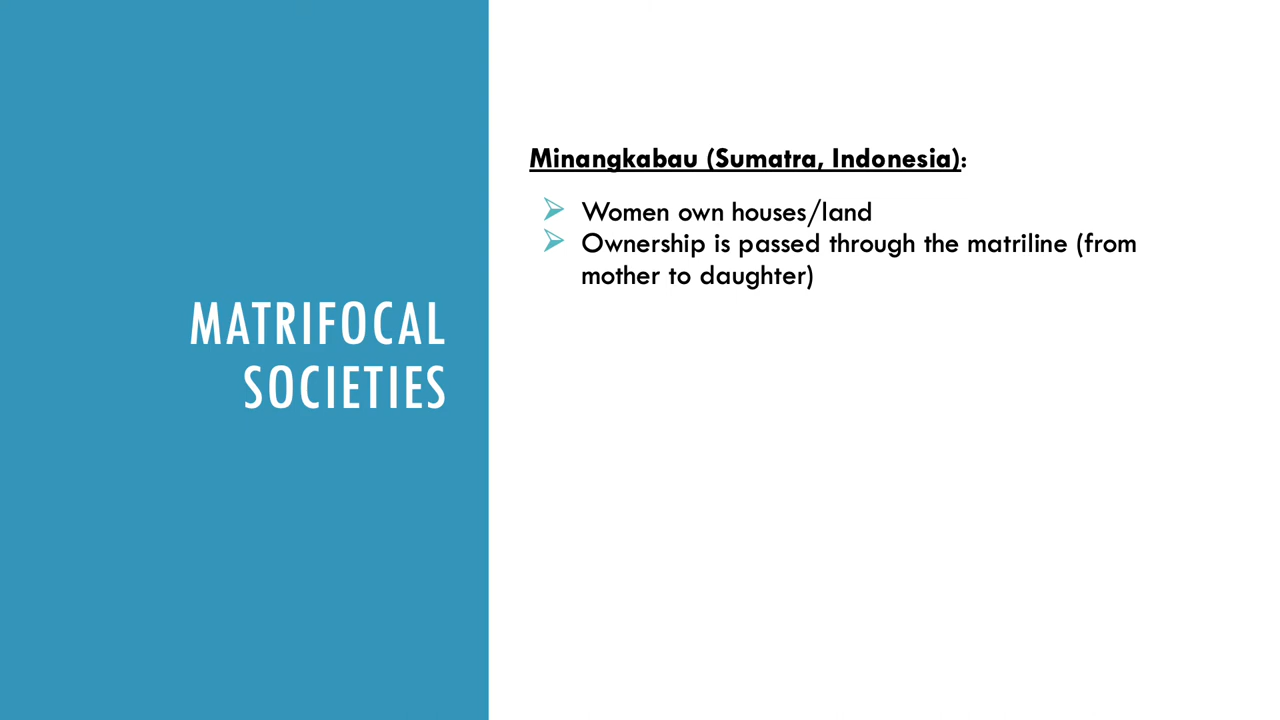 MATRIFOCAL
SOCIETIES
Minangkabau (Sumatra, Indonesia):
Women own houses/land
Ownership is passed through the matriline (from
mother to daughter)